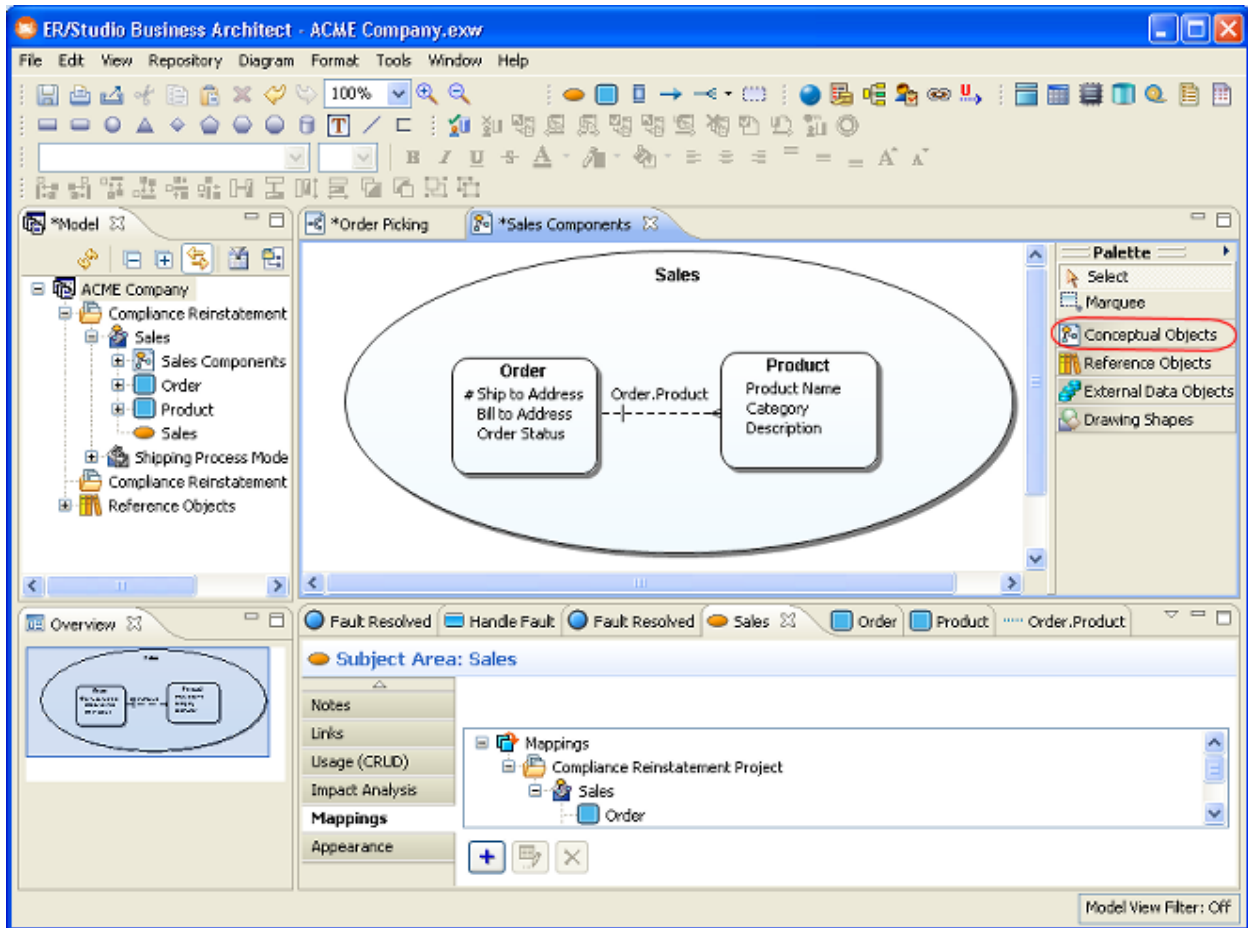 ER/Studio Business Architect - ACME Company.exw
File Edit View Repository Diagram Format Tools Window Help
100%
T
B I U S A A A
*Model
*Order Picking
*Sales Components
ACME Company
Compliance Reinstatement
Sales
Sales Components
Order
Product
Sales
Shipping Process Mode
Compliance Reinstatement
Reference Objects
Sales
Order
# Ship to Address
Bill to Address
Order Status
Order.Product
Product
Product Name
Category
Description
Palette
Select
Marquee
Conceptual Objects
Reference Objects
External Data Objects
Drawing Shapes
Overview
Fault Resolved Handle Fault Fault Resolved Sales Order Product Order.Product
Subject Area: Sales
Notes
Links
Usage (CRUD)
Impact Analysis
Mappings
Appearance
Mappings
Compliance Reinstatement Project
Sales
Order
Model View Filter: Off